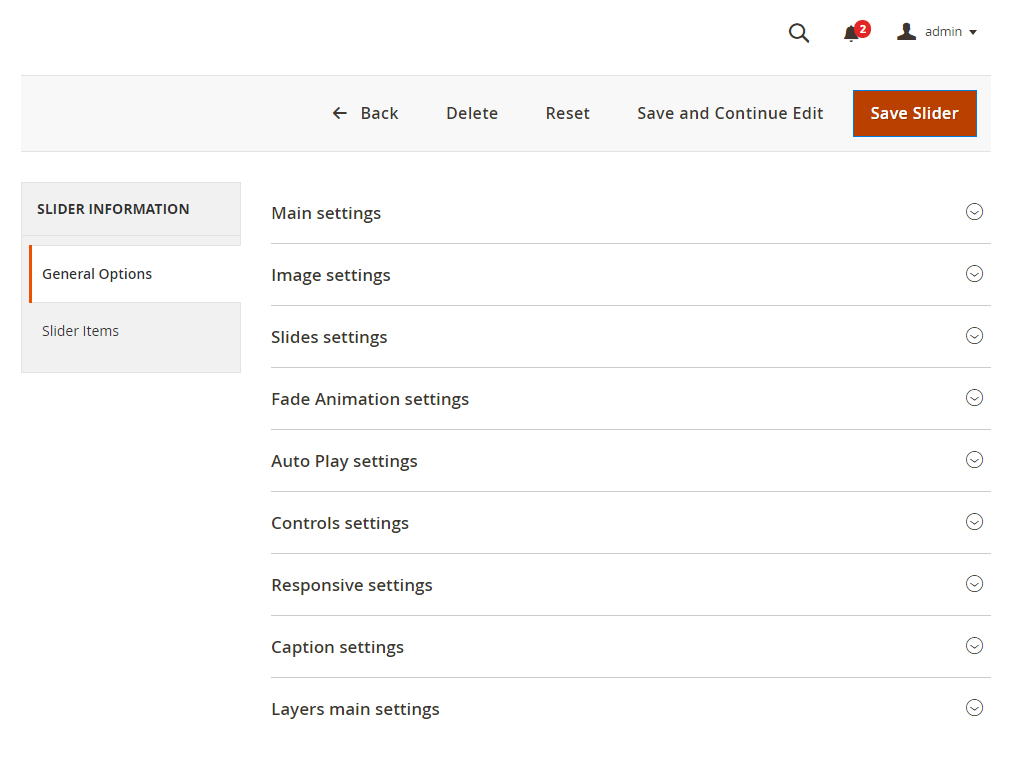 2
admin
Back Delete Reset Save and Continue Edit Save Slider
SLIDER INFORMATION
General Options
Slider Items
Main settings
Image settings
Slides settings
Fade Animation settings
Auto Play settings
Controls settings
Responsive settings
Caption settings
Layers main settings